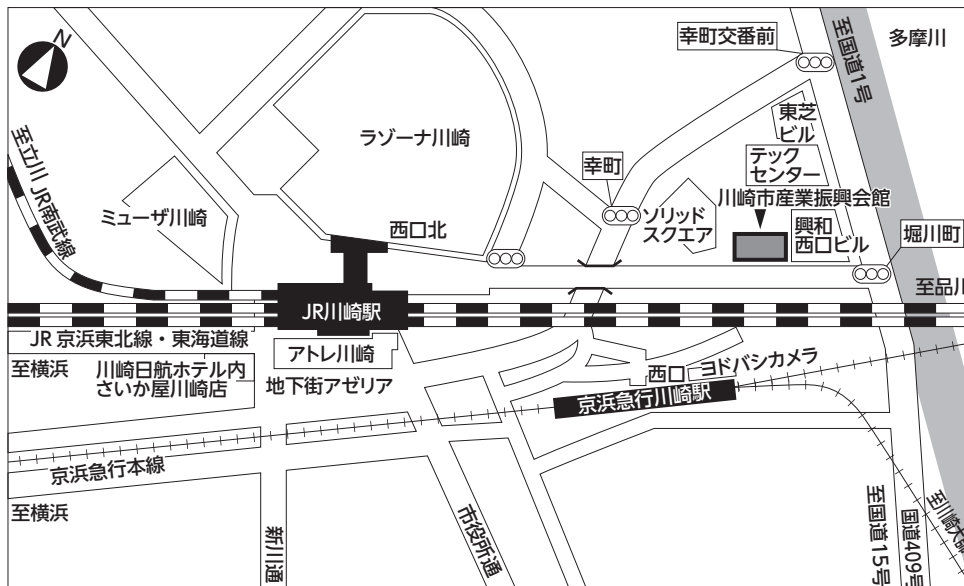 N
幸町交番前
至国道1号
多摩川
東芝
ビル
ラゾーナ川崎
テック
センター
幸町
至立川 JR南武線
ミューザ川崎
西口北
ソリッド
スクエア
川崎市産業振興会館
興和
西口ビル
堀川町
至品川
JR川崎駅
JR 京浜東北線・東海道線
アトレ川崎
至横浜
川崎日航ホテル内
さいか屋川崎店
地下街アゼリア
西口
ヨドバシカメラ
京浜急行川崎駅
京浜急行本線
至横浜
新川通
市役所通
至国道15号
国道409号
至川崎大師